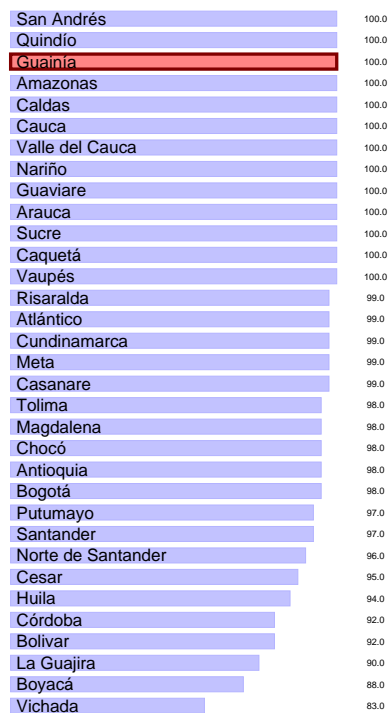 San Andrés 100.0
Quindío 100.0
Guainía 100.0
Amazonas 100.0
Caldas 100.0
Cauca 100.0
Valle del Cauca 100.0
Nariño 100.0
Guaviare 100.0
Arauca 100.0
Sucre 100.0
Caquetá 100.0
Vaupés 100.0
Risaralda 99.0
Atlántico 99.0
Cundinamarca 99.0
Meta 99.0
Casanare 99.0
Tolima 98.0
Magdalena 98.0
Chocó 98.0
Antioquia 98.0
Bogotá 98.0
Putumayo 97.0
Santander 97.0
Norte de Santander 96.0
Cesar 95.0
Huila 94.0
Córdoba 92.0
Bolivar 92.0
La Guajira 90.0
Boyacá 88.0
Vichada 83.0